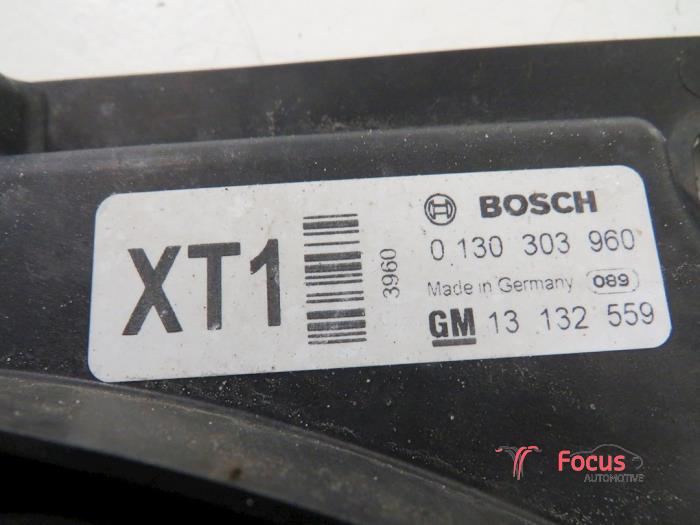 XT1
3960
BOSCH
0 130 303 960
Made in Germany 089
GM 13 132 559
Focus
AUTOMOTIVE